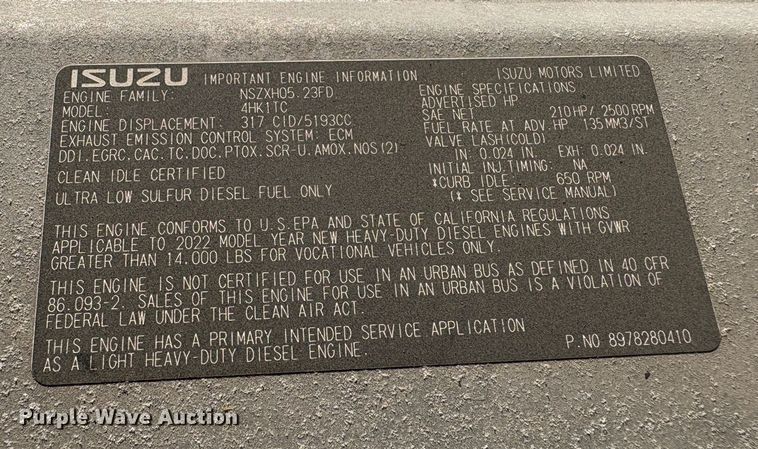 ISUZU IMPORTANT ENGINE INFORMATION ISUZU MOTORS LIMITED
ENGINE FAMILY: NSZXH05.23FD
MODEL: 4HK1TC
ENGINE DISPLACEMENT: 317 CID/5193CC
EXHAUST EMISSION CONTROL SYSTEM: ECM
DDI.EGRC.CAC.TC.DOC.PTOX.SCR-U.AMOX.NOS(2)
CLEAN IDLE CERTIFIED
ULTRA LOW SULFUR DIESEL FUEL ONLY
ENGINE SPECIFICATIONS
ADVERTISED HP
SAE NET 210HP/2500RPM
FUEL RATE AT ADV.HP 135MM3/ST
VALVE LASH(COLD)
IN: 0.024 IN. EXH: 0.024 IN.
INITIAL INJ.TIMING: NA
*CURB IDLE: 650 RPM
(* SEE SERVICE MANUAL)
THIS ENGINE CONFORMS TO U.S.EPA AND STATE OF CALIFORNIA REGULATIONS
APPLICABLE TO 2022 MODEL YEAR NEW HEAVY-DUTY DIESEL ENGINES WITH GVWR
GREATER THAN 14.000 LBS FOR VOCATIONAL VEHICLES ONLY.
THIS ENGINE IS NOT CERTIFIED FOR USE IN AN URBAN BUS AS DEFINED IN 40 CFR
86.093-2. SALES OF THIS ENGINE FOR USE IN AN URBAN BUS IS A VIOLATION OF
FEDERAL LAW UNDER THE CLEAN AIR ACT.
THIS ENGINE HAS A PRIMARY INTENDED SERVICE APPLICATION
AS A LIGHT HEAVY-DUTY DIESEL ENGINE.
P.NO 8978280410
Purple Wave Auction